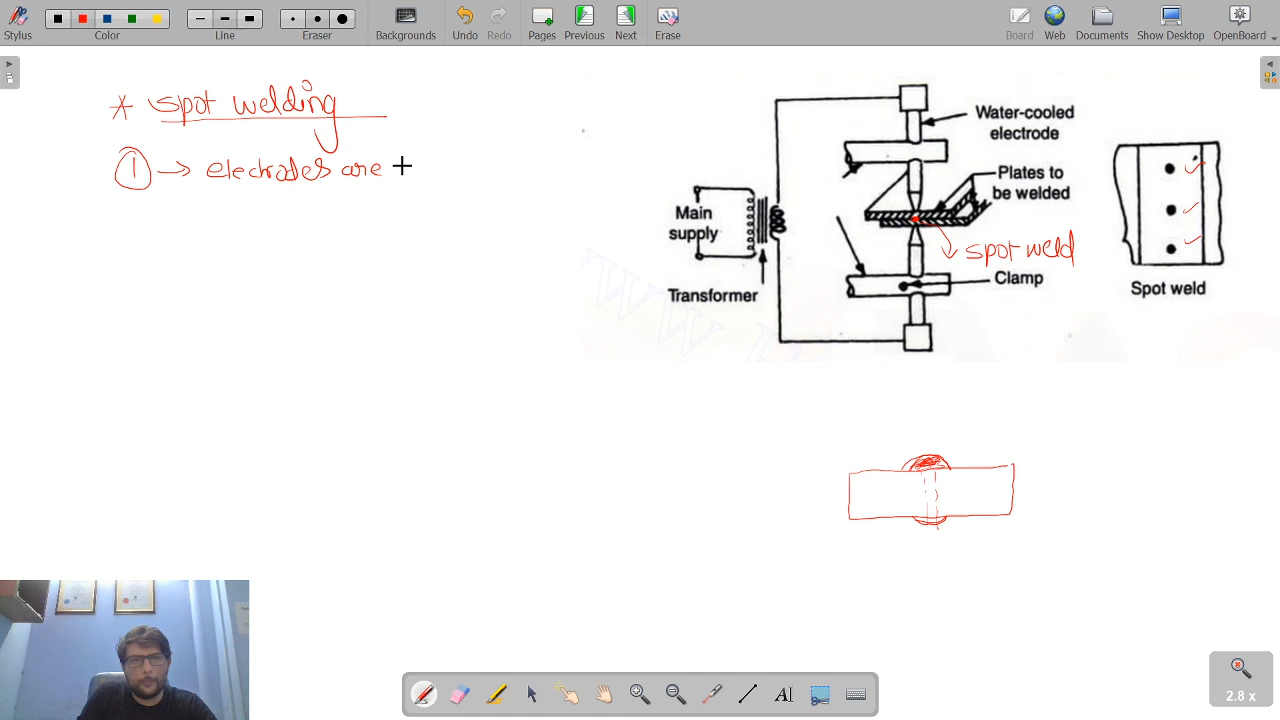 Stylus
Color
Line
Eraser
Backgrounds
Undo
Redo
Pages
Previous
Next
Erase
Board
Web
Documents
Show Desktop
OpenBoard
* spot welding
① → electrodes are
Water-cooled
electrode
Plates to
be welded
Main
supply
spot weld
Clamp
Transformer
Spot weld
2.8 x